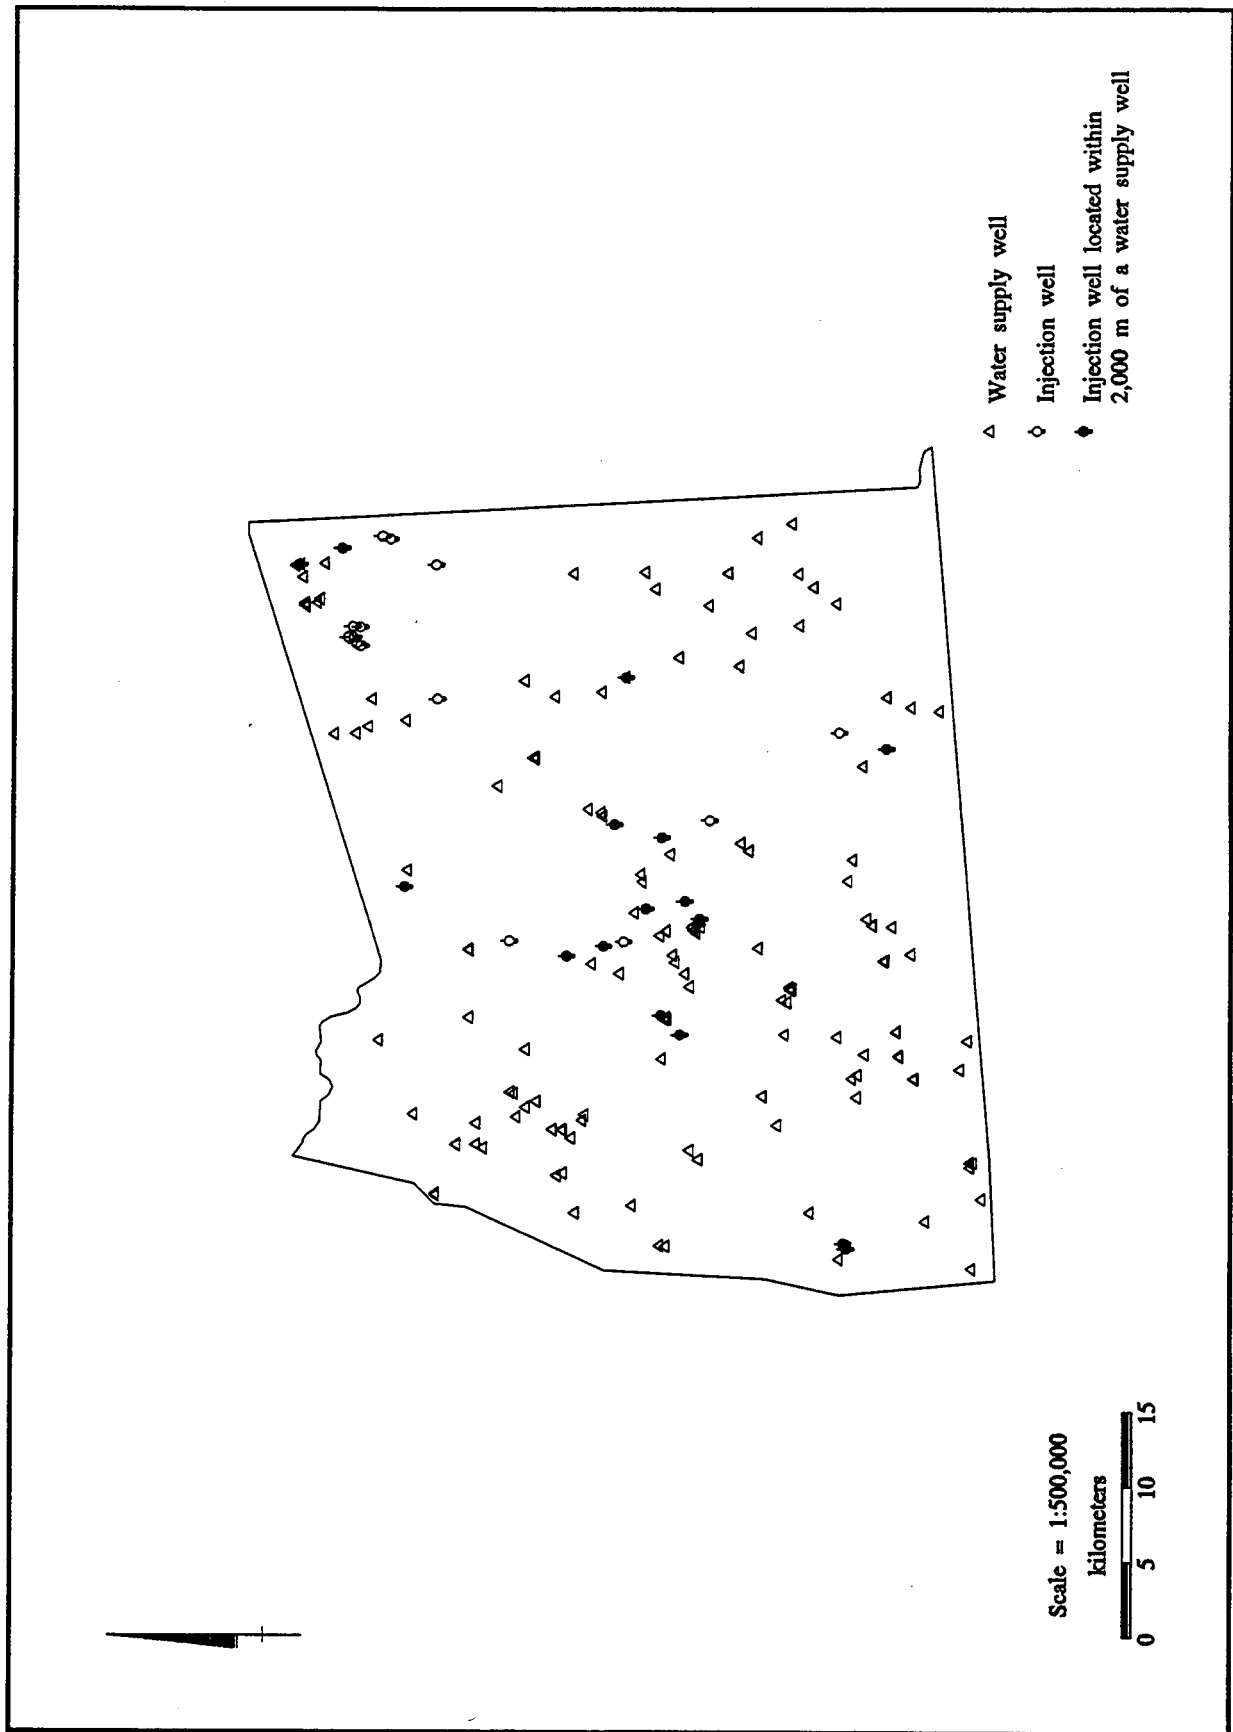 Water supply well
Injection well
Injection well located within
2,000 m of a water supply well
Scale = 1:500,000
kilometers
0 5 10 15